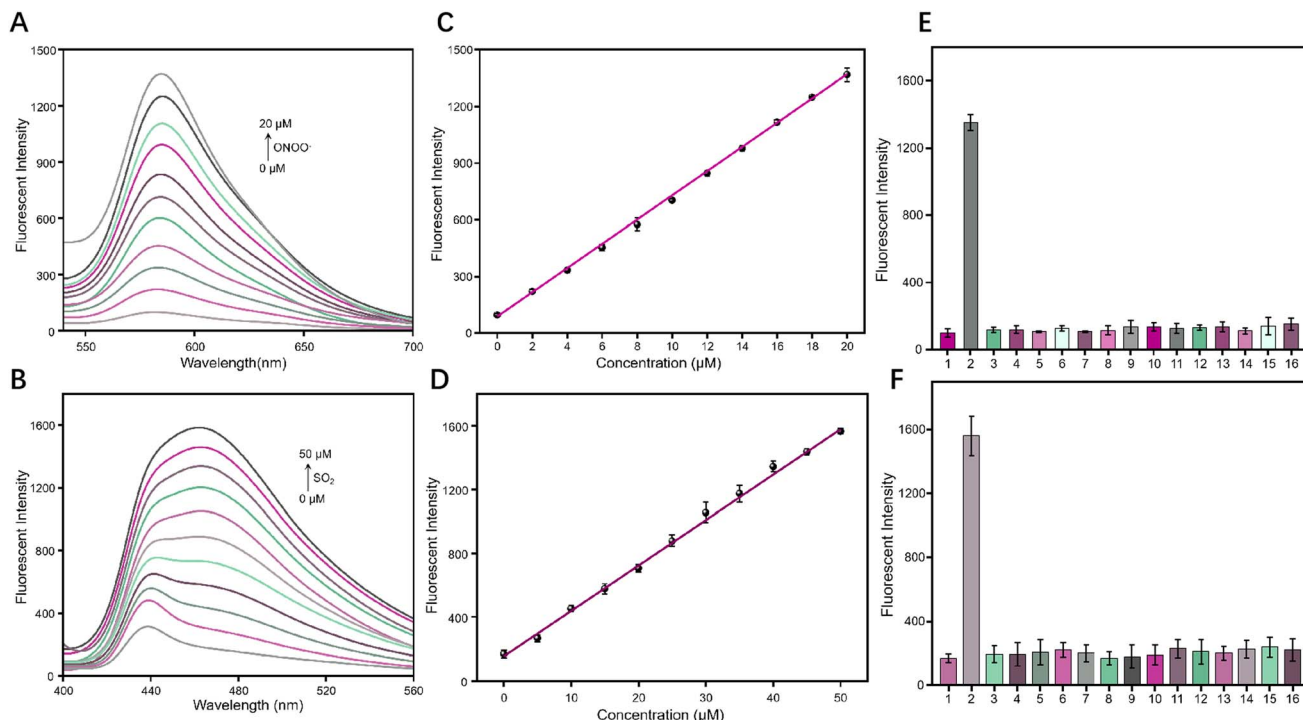 A
1500
1200
900
600
300
0
Fluorescent Intensity
20 μM
ONOO⁻
0 μM
550
600
650
700
Wavelength(nm)
C
1500
1200
900
600
300
0
Fluorescent Intensity
0 2 4 6 8 10 12 14 16 18 20
Concentration (μM)
E
1600
1200
800
400
0
Fluorescent Intensity
1 2 3 4 5 6 7 8 9 10 11 12 13 14 15 16
B
1600
1200
800
400
0
Fluorescent Intensity
50 μM
SO₂
0 μM
400 440 480 520 560
Wavelength (nm)
D
1600
1200
800
400
0
Fluorescent Intensity
0 10 20 30 40 50
Concentration (μM)
F
1600
1200
800
400
0
Fluorescent Intensity
1 2 3 4 5 6 7 8 9 10 11 12 13 14 15 16